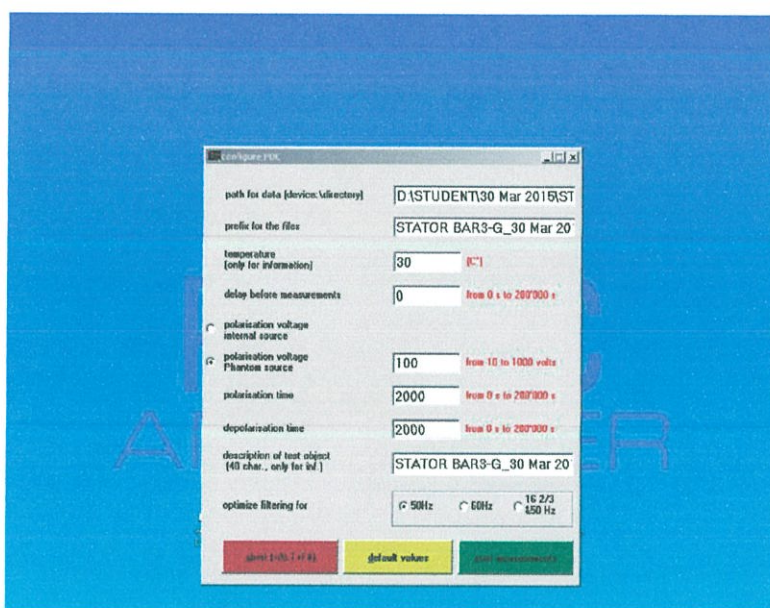 configure PDC
path for data (device:\directory)
D:\STUDENT\30 Mar 2015\ST
prefix for the files
STATOR BAR3-G_30 Mar 20
temperature
(only for information)
30
(C°)
delay before measurements
0
from 0 s to 200'000 s
polarisation voltage
internal source
polarisation voltage
Phantom source
100
from 10 to 1000 volts
polarisation time
2000
from 0 s to 200'000 s
depolarisation time
2000
from 0 s to 200'000 s
description of test object
(40 char., only for inf.)
STATOR BAR3-G_30 Mar 20
optimize filtering for
50Hz
60Hz
16 2/3
&50 Hz
default values